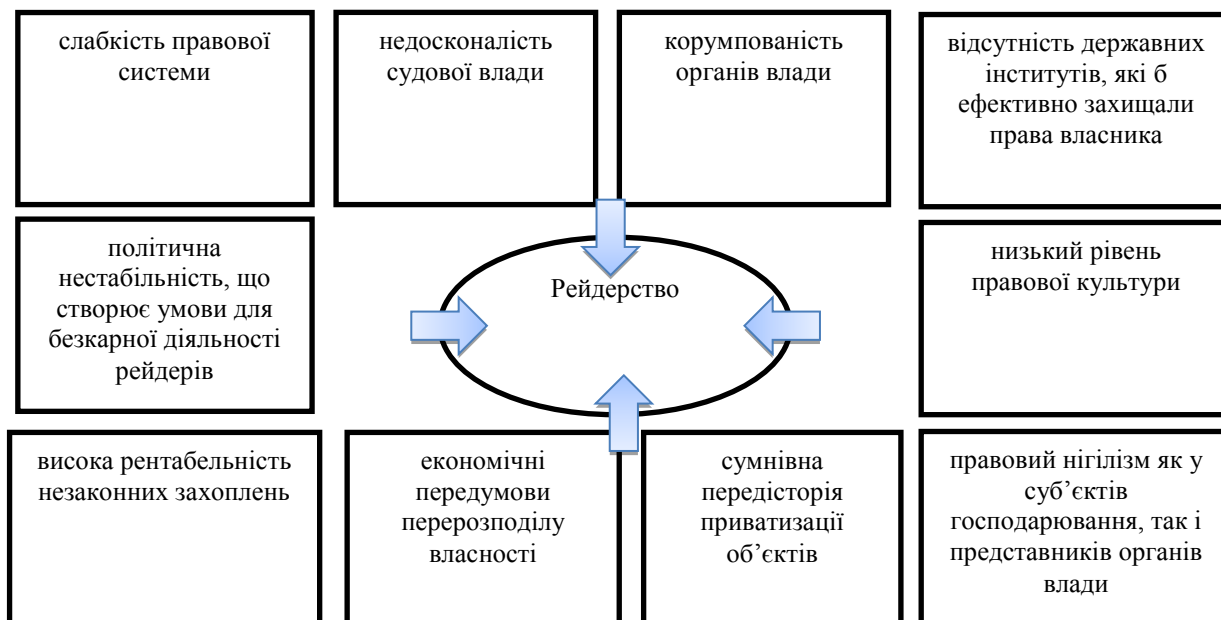 слабкість правової
системи
недосконалість
судової влади
корумпованість
органів влади
відсутність державних
інститутів, які б
ефективно захищали
права власника
політична
нестабільність, що
створює умови для
безкарної діяльності
рейдерів
Рейдерство
низький рівень
правової культури
висока рентабельність
незаконних захоплень
економічні
передумови
перерозподілу
власності
сумнівна
передісторія
приватизації
об’єктів
правовий нігілізм як у
суб’єктів
господарювання, так і
представників органів
влади